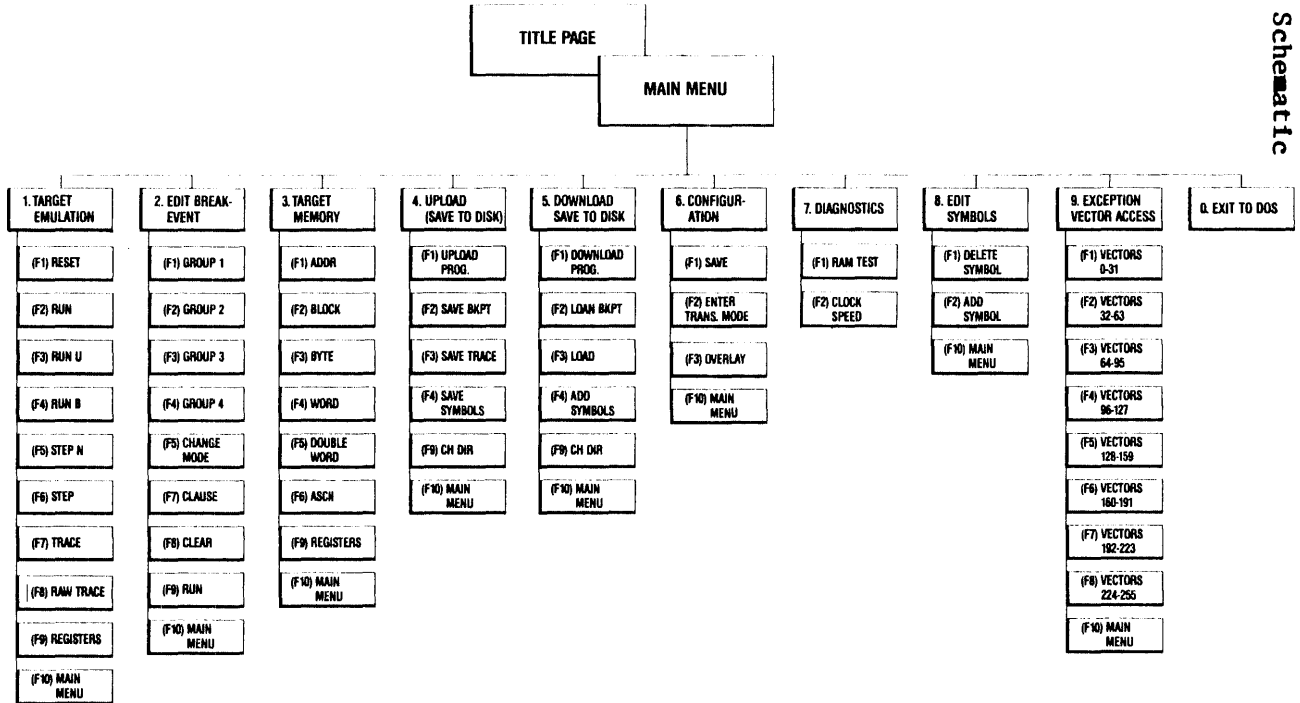 Schematic
TITLE PAGE
MAIN MENU
1. TARGET
EMULATION
(F1) RESET
(F2) RUN
(F3) RUN U
(F4) RUN B
(F5) STEP N
(F6) STEP
(F7) TRACE
(F8) RAW TRACE
(F9) REGISTERS
(F10) MAIN
MENU
2. EDIT BREAK-
EVENT
(F1) GROUP 1
(F2) GROUP 2
(F3) GROUP 3
(F4) GROUP 4
(F5) CHANGE
MODE
(F7) CLAUSE
(F8) CLEAR
(F9) RUN
(F10) MAIN
MENU
3. TARGET
MEMORY
(F1) ADDR
(F2) BLOCK
(F3) BYTE
(F4) WORD
(F5) DOUBLE
WORD
(F6) ASCII
(F9) REGISTERS
(F10) MAIN
MENU
4. UPLOAD
(SAVE TO DISK)
(F1) UPLOAD
PROG.
(F2) SAVE BKPT
(F3) SAVE TRACE
(F4) SAVE
SYMBOLS
(F9) CH DIR
(F10) MAIN
MENU
5. DOWNLOAD
SAVE TO DISK
(F1) DOWNLOAD
PROG.
(F2) LOAN BKPT
(F3) LOAD
(F4) ADD
SYMBOLS
(F9) CH DIR
(F10) MAIN
MENU
6. CONFIGUR-
ATION
(F1) SAVE
(F2) ENTER
TRANS. MODE
(F3) OVERLAY
(F10) MAIN
MENU
7. DIAGNOSTICS
(F1) RAM TEST
(F2) CLOCK
SPEED
8. EDIT
SYMBOLS
(F1) DELETE
SYMBOL
(F2) ADD
SYMBOL
(F10) MAIN
MENU
9. EXCEPTION
VECTOR ACCESS
(F1) VECTORS
0-31
(F2) VECTORS
32-63
(F3) VECTORS
64-95
(F4) VECTORS
96-127
(F5) VECTORS
128-159
(F6) VECTORS
160-191
(F7) VECTORS
192-223
(F8) VECTORS
224-255
(F10) MAIN
MENU
0. EXIT TO DOS